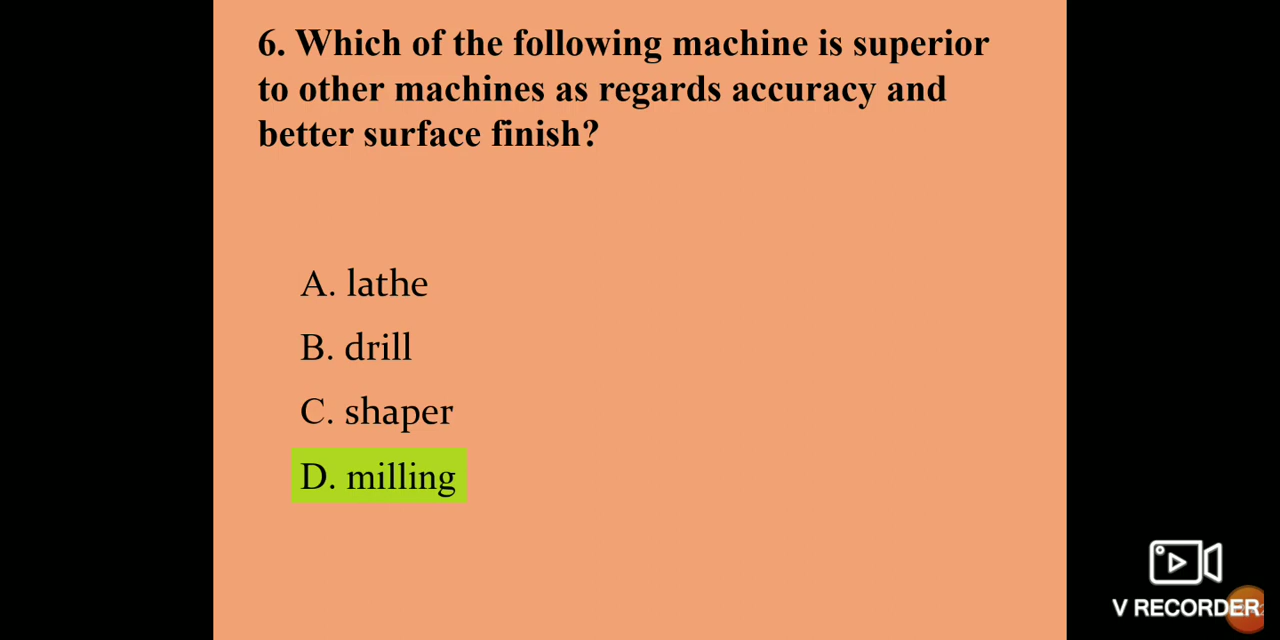 6. Which of the following machine is superior
to other machines as regards accuracy and
better surface finish?
A. lathe
B. drill
C. shaper
D. milling
V RECORDER